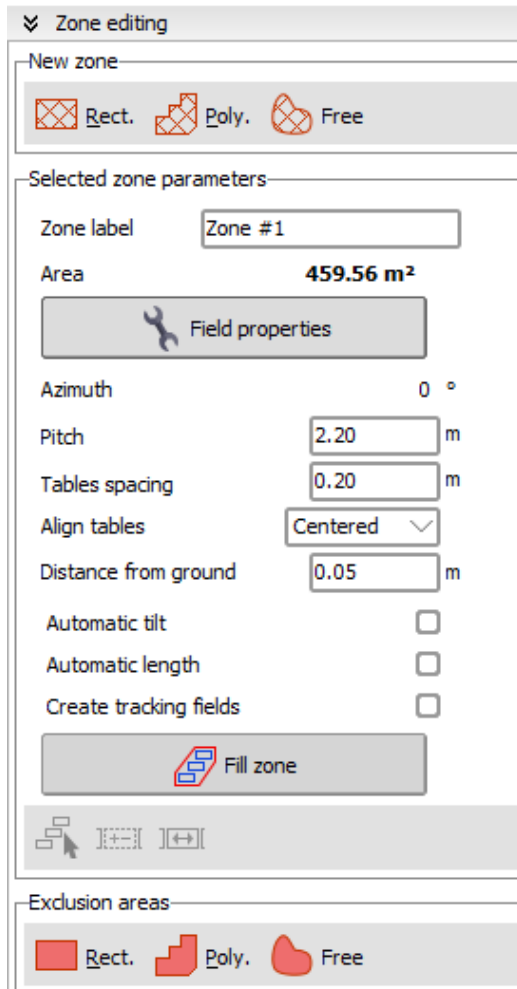 Zone editing
New zone
Rect. Poly. Free
Selected zone parameters
Zone label Zone #1
Area 459.56 m²
Field properties
Azimuth 0 °
Pitch 2.20 m
Tables spacing 0.20 m
Align tables Centered
Distance from ground 0.05 m
Automatic tilt
Automatic length
Create tracking fields
Fill zone
Exclusion areas
Rect. Poly. Free